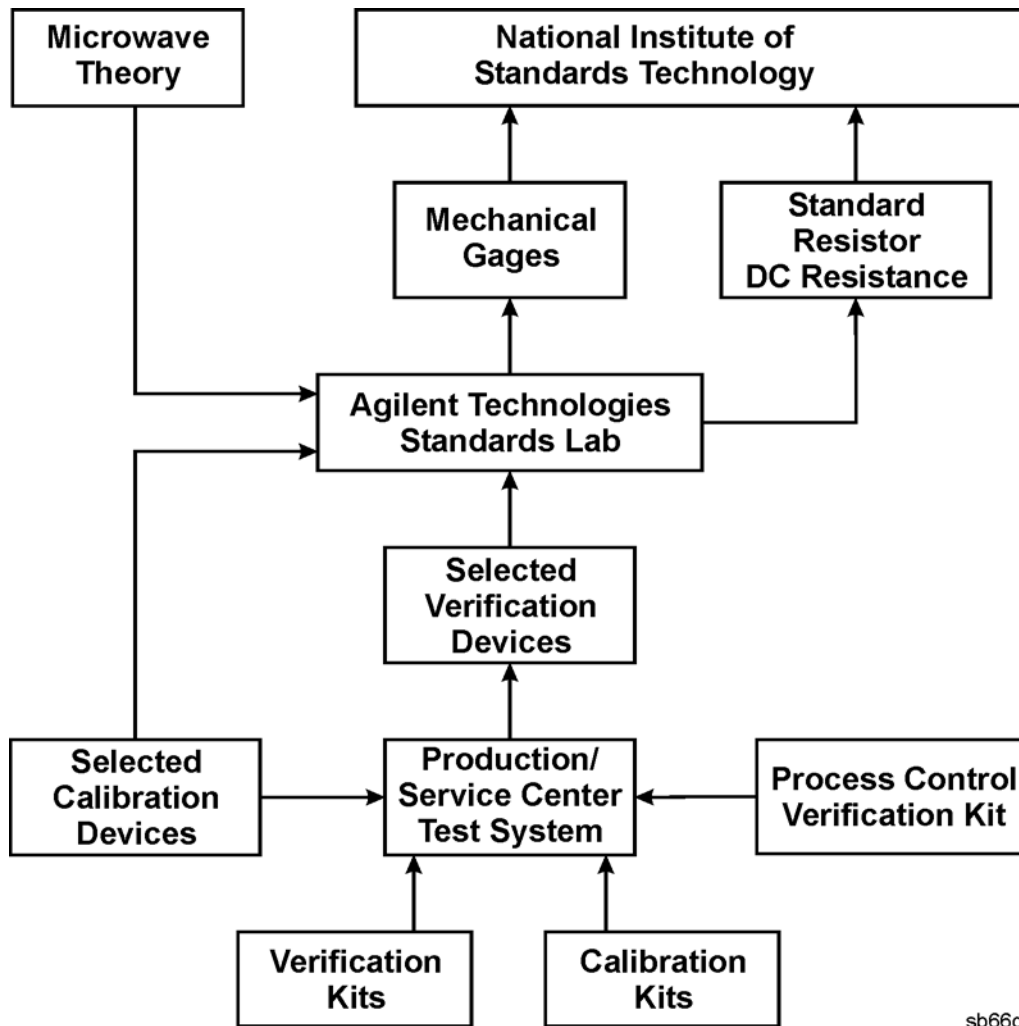 Microwave
Theory
National Institute of
Standards Technology
Mechanical
Gages
Standard
Resistor
DC Resistance
Agilent Technologies
Standards Lab
Selected
Verification
Devices
Selected
Calibration
Devices
Production/
Service Center
Test System
Process Control
Verification Kit
Verification
Kits
Calibration
Kits